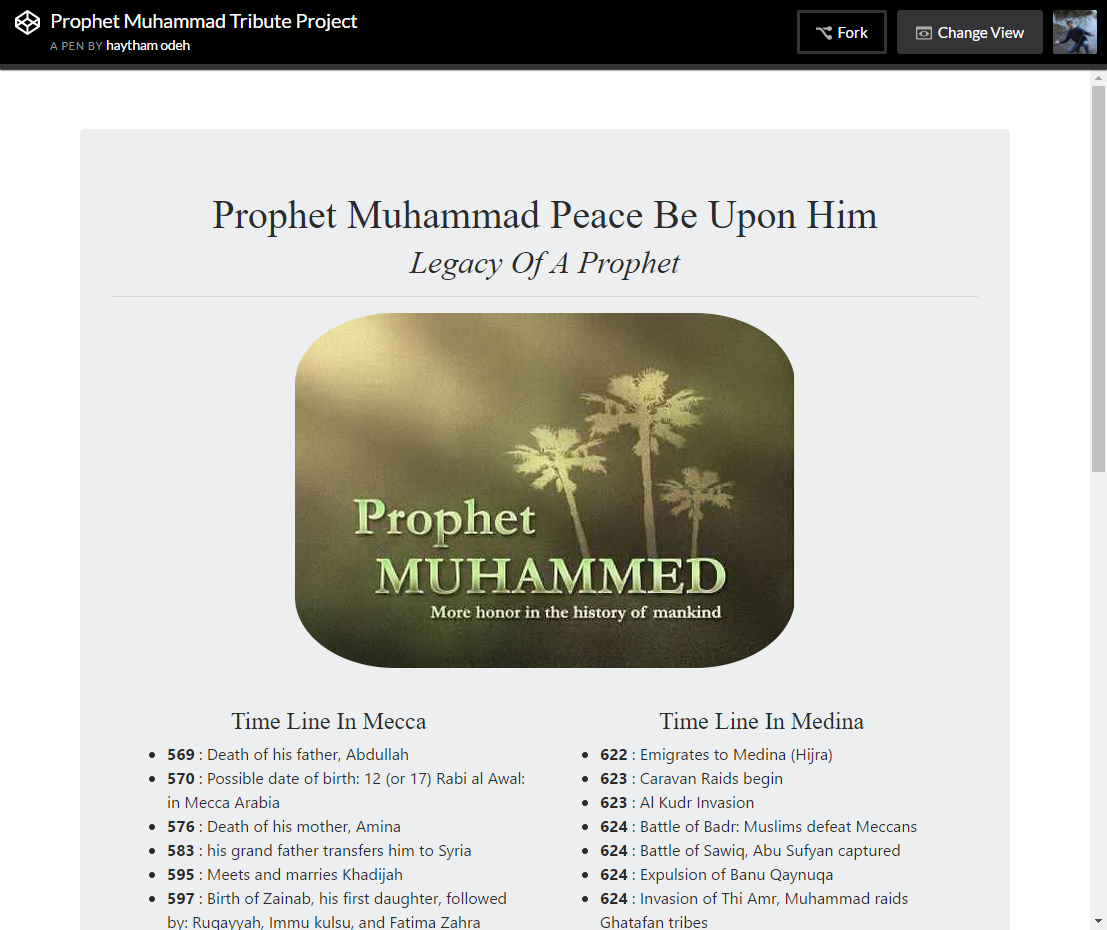 Prophet Muhammad Tribute Project
A PEN BY haytham odeh
Fork
Change View
Prophet Muhammad Peace Be Upon Him
Legacy Of A Prophet
Prophet
MUHAMMED
More honor in the history of mankind
Time Line In Mecca
569 : Death of his father, Abdullah
570 : Possible date of birth: 12 (or 17) Rabi al Awal:
in Mecca Arabia
576 : Death of his mother, Amina
583 : his grand father transfers him to Syria
595 : Meets and marries Khadijah
597 : Birth of Zainab, his first daughter, followed
by: Ruqayyah, Immu kulsu, and Fatima Zahra
Time Line In Medina
622 : Emigrates to Medina (Hijra)
623 : Caravan Raids begin
623 : Al Kudr Invasion
624 : Battle of Badr: Muslims defeat Meccans
624 : Battle of Sawiq, Abu Sufyan captured
624 : Expulsion of Banu Qaynuqa
624 : Invasion of Thi Amr, Muhammad raids
Ghatafan tribes